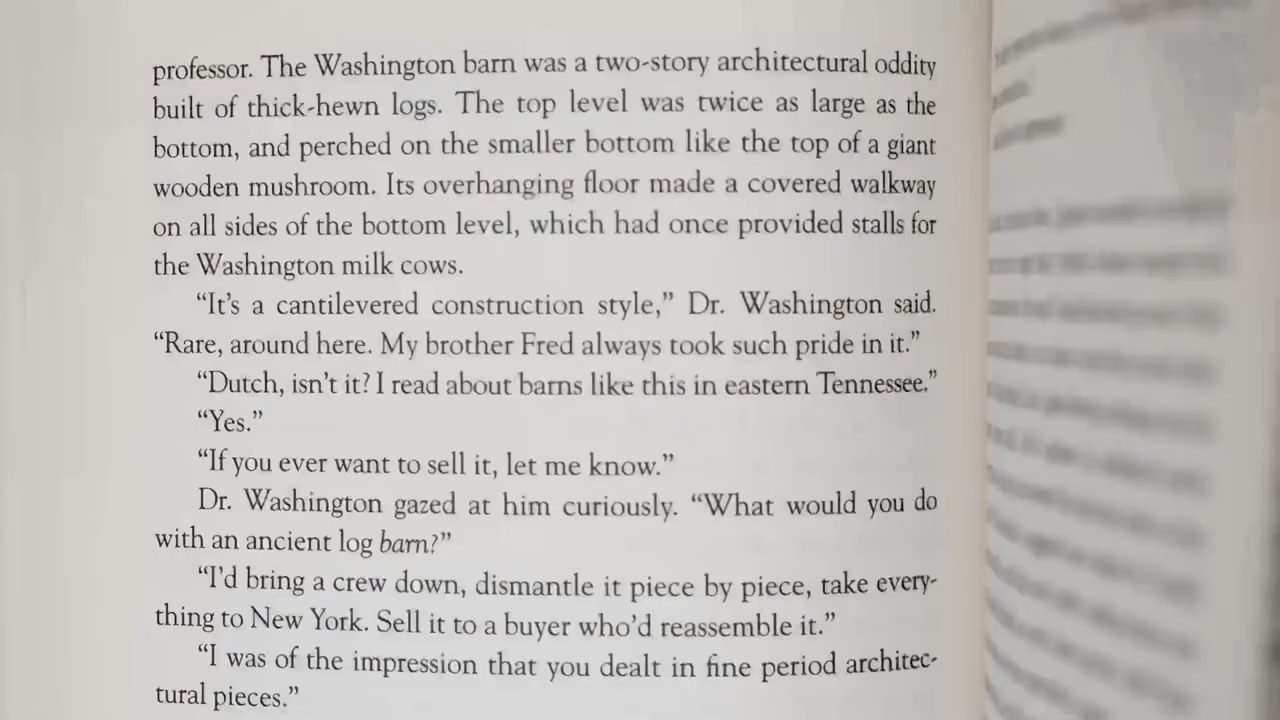 professor. The Washington barn was a two-story architectural oddity
built of thick-hewn logs. The top level was twice as large as the
bottom, and perched on the smaller bottom like the top of a giant
wooden mushroom. Its overhanging floor made a covered walkway
on all sides of the bottom level, which had once provided stalls for
the Washington milk cows.
“It’s a cantilevered construction style,” Dr. Washington said.
“Rare, around here. My brother Fred always took such pride in it.”
“Dutch, isn’t it? I read about barns like this in eastern Tennessee.”
“Yes.”
“If you ever want to sell it, let me know.”
Dr. Washington gazed at him curiously. “What would you do
with an ancient log barn?”
“I’d bring a crew down, dismantle it piece by piece, take every-
thing to New York. Sell it to a buyer who’d reassemble it.”
“I was of the impression that you dealt in fine period architec-
tural pieces.”